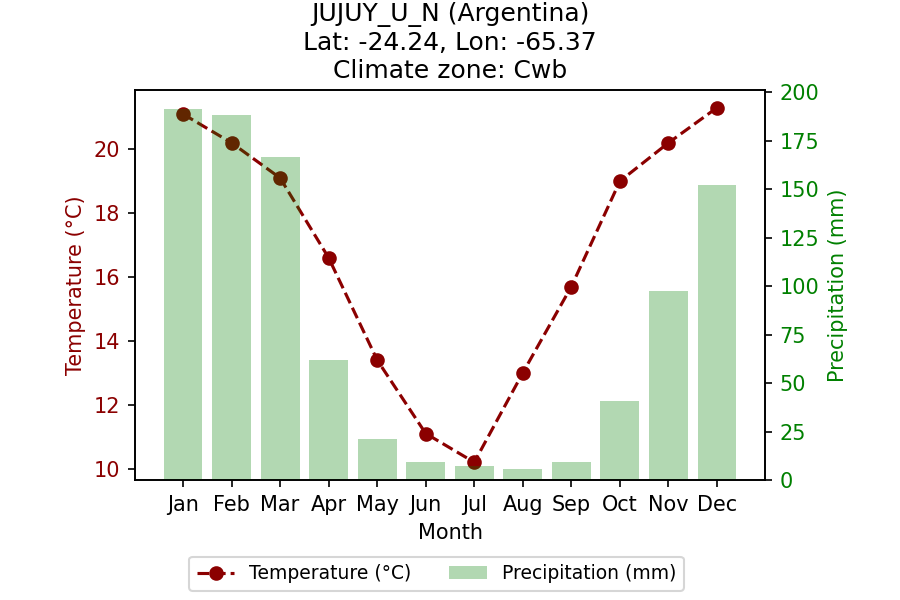 JUJUY_U_N (Argentina)
Lat: -24.24, Lon: -65.37
Climate zone: Cwb
Temperature (°C)
20
18
16
14
12
10
200
175
150
125
100
75
50
25
0
Precipitation (mm)
Jan Feb Mar Apr May Jun Jul Aug Sep Oct Nov Dec
Month
Temperature (°C) Precipitation (mm)